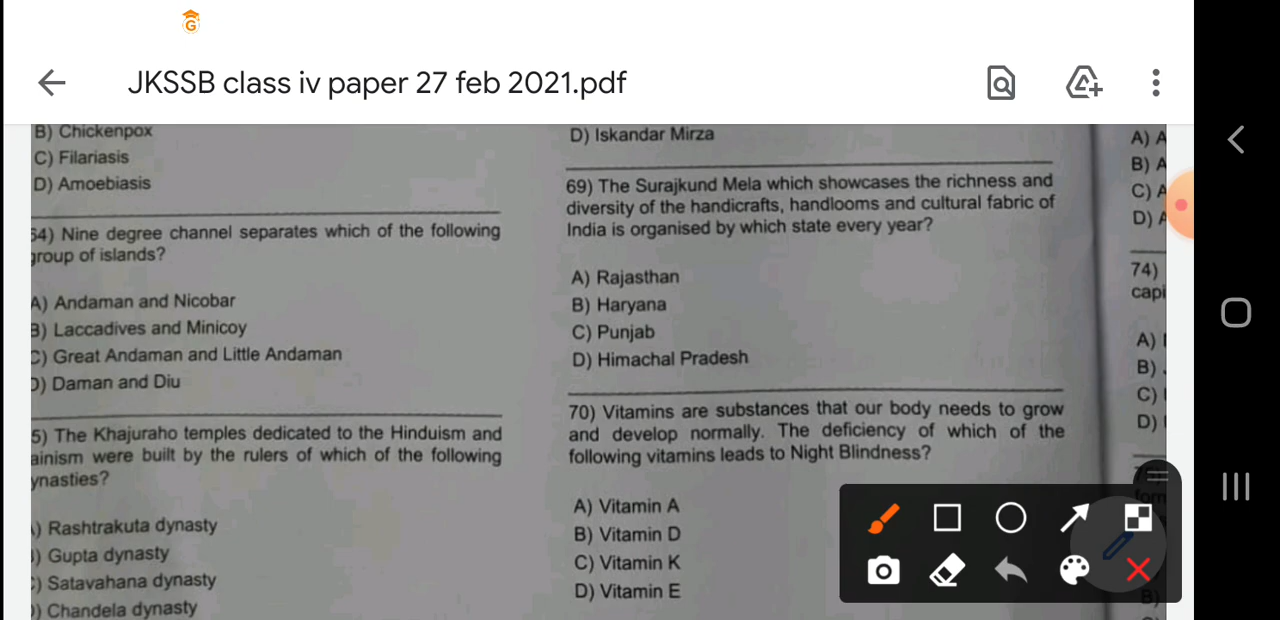 G
JKSSB class iv paper 27 feb 2021.pdf
B) Chickenpox
C) Filariasis
D) Amoebiasis
64) Nine degree channel separates which of the following
group of islands?
A) Andaman and Nicobar
B) Laccadives and Minicoy
C) Great Andaman and Little Andaman
D) Daman and Diu
5) The Khajuraho temples dedicated to the Hinduism and
ainism were built by the rulers of which of the following
ynasties?
) Rashtrakuta dynasty
) Gupta dynasty
) Satavahana dynasty
) Chandela dynasty
D) Iskandar Mirza
69) The Surajkund Mela which showcases the richness and
diversity of the handicrafts, handlooms and cultural fabric of
India is organised by which state every year?
A) Rajasthan
B) Haryana
C) Punjab
D) Himachal Pradesh
70) Vitamins are substances that our body needs to grow
and develop normally. The deficiency of which of the
following vitamins leads to Night Blindness?
A) Vitamin A
B) Vitamin D
C) Vitamin K
D) Vitamin E
A) A
B) A
C) A
D) A
74)
capi
A)
B)
C)
D)
B)